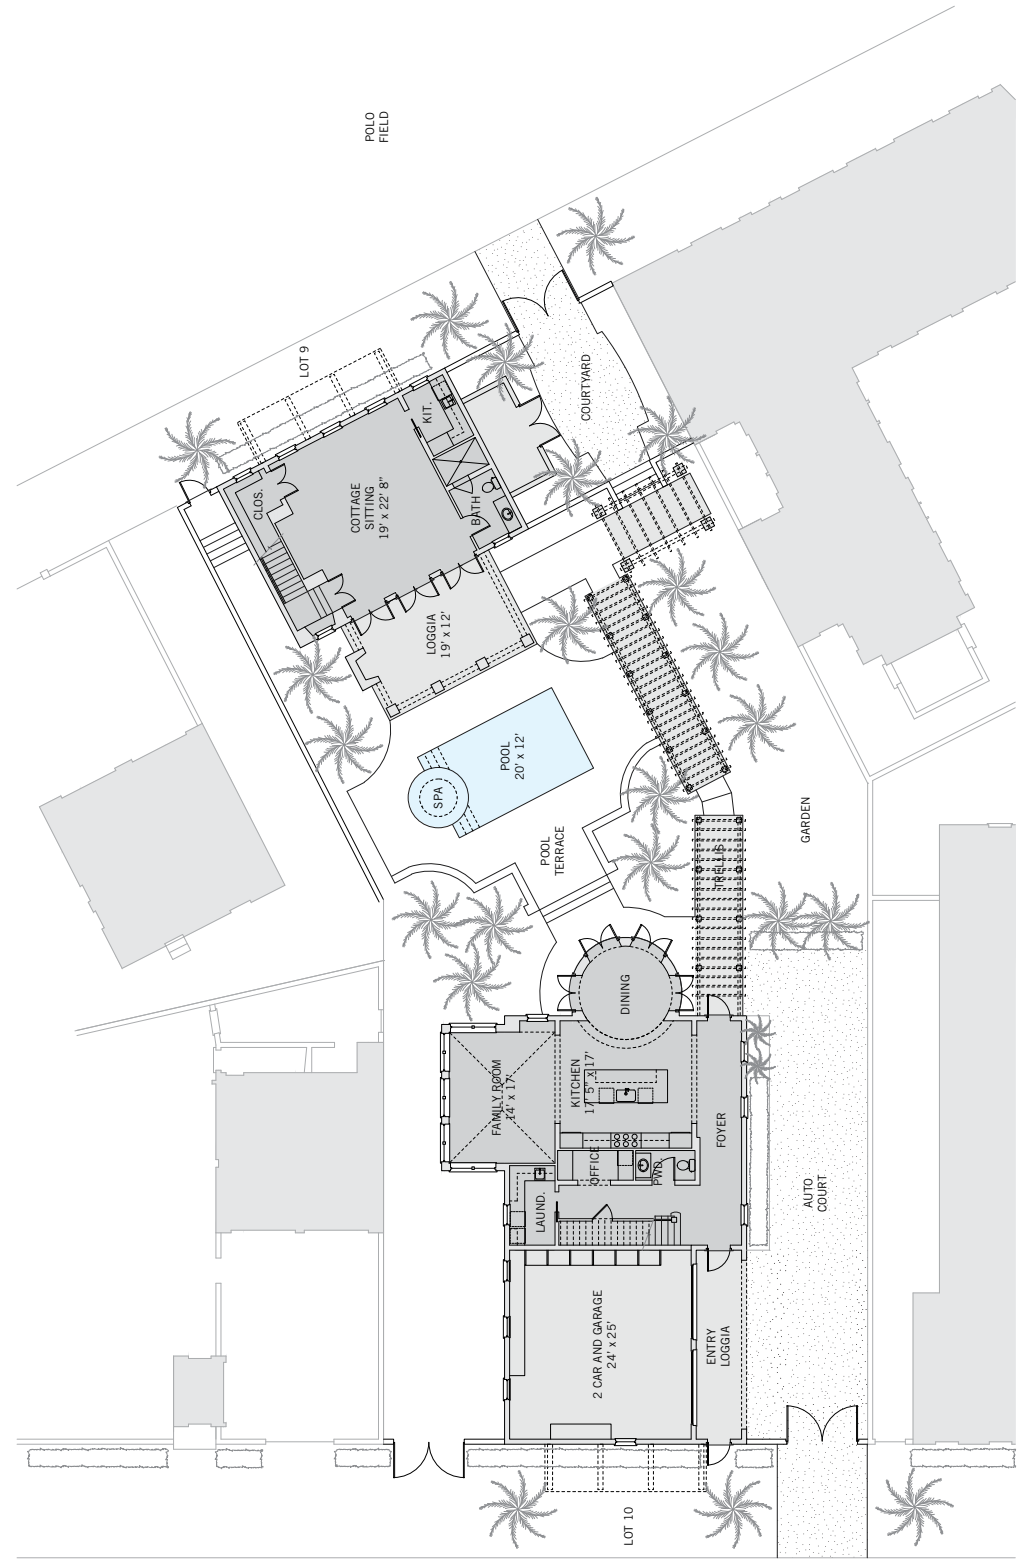 POLO
FIELD
LOT 9
COURTYARD
KIT.
CLOS.
COTTAGE
SITTING
19' x 22' 8"
BATH
LOGGIA
19' x 12'
POOL
20' x 12'
SPA
POOL
TERRACE
GARDEN
TRELLIS
DINING
FAMILY ROOM
14' x 17'
KITCHEN
17' 5" x 17'
FOYER
OFFICE
PWD.
LAUND.
AUTO
COURT
2 CAR AND GARAGE
24' x 25'
ENTRY
LOGGIA
LOT 10